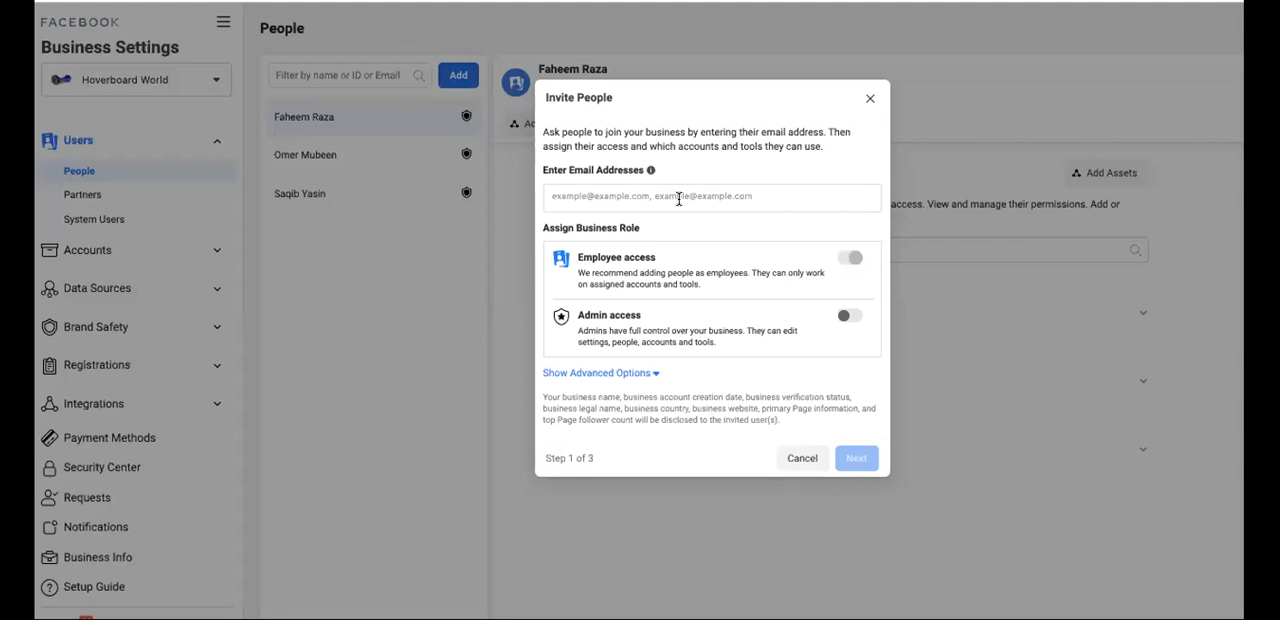 FACEBOOK
Business Settings
Hoverboard World
Users
People
Partners
System Users
Accounts
Data Sources
Brand Safety
Registrations
Integrations
Payment Methods
Security Center
Requests
Notifications
Business Info
Setup Guide
People
Filter by name or ID or Email
Add
Faheem Raza
Omer Mubeen
Saqib Yasin
Faheem Raza
Add Assets
access. View and manage their permissions. Add or
Invite People
Ask people to join your business by entering their email address. Then
assign their access and which accounts and tools they can use.
Enter Email Addresses
example@example.com, example@example.com
Assign Business Role
Employee access
We recommend adding people as employees. They can only work
on assigned accounts and tools.
Admin access
Admins have full control over your business. They can edit
settings, people, accounts and tools.
Show Advanced Options
Your business name, business account creation date, business verification status,
business legal name, business country, business website, primary Page information, and
top Page follower count will be disclosed to the invited user(s).
Step 1 of 3
Cancel
Next